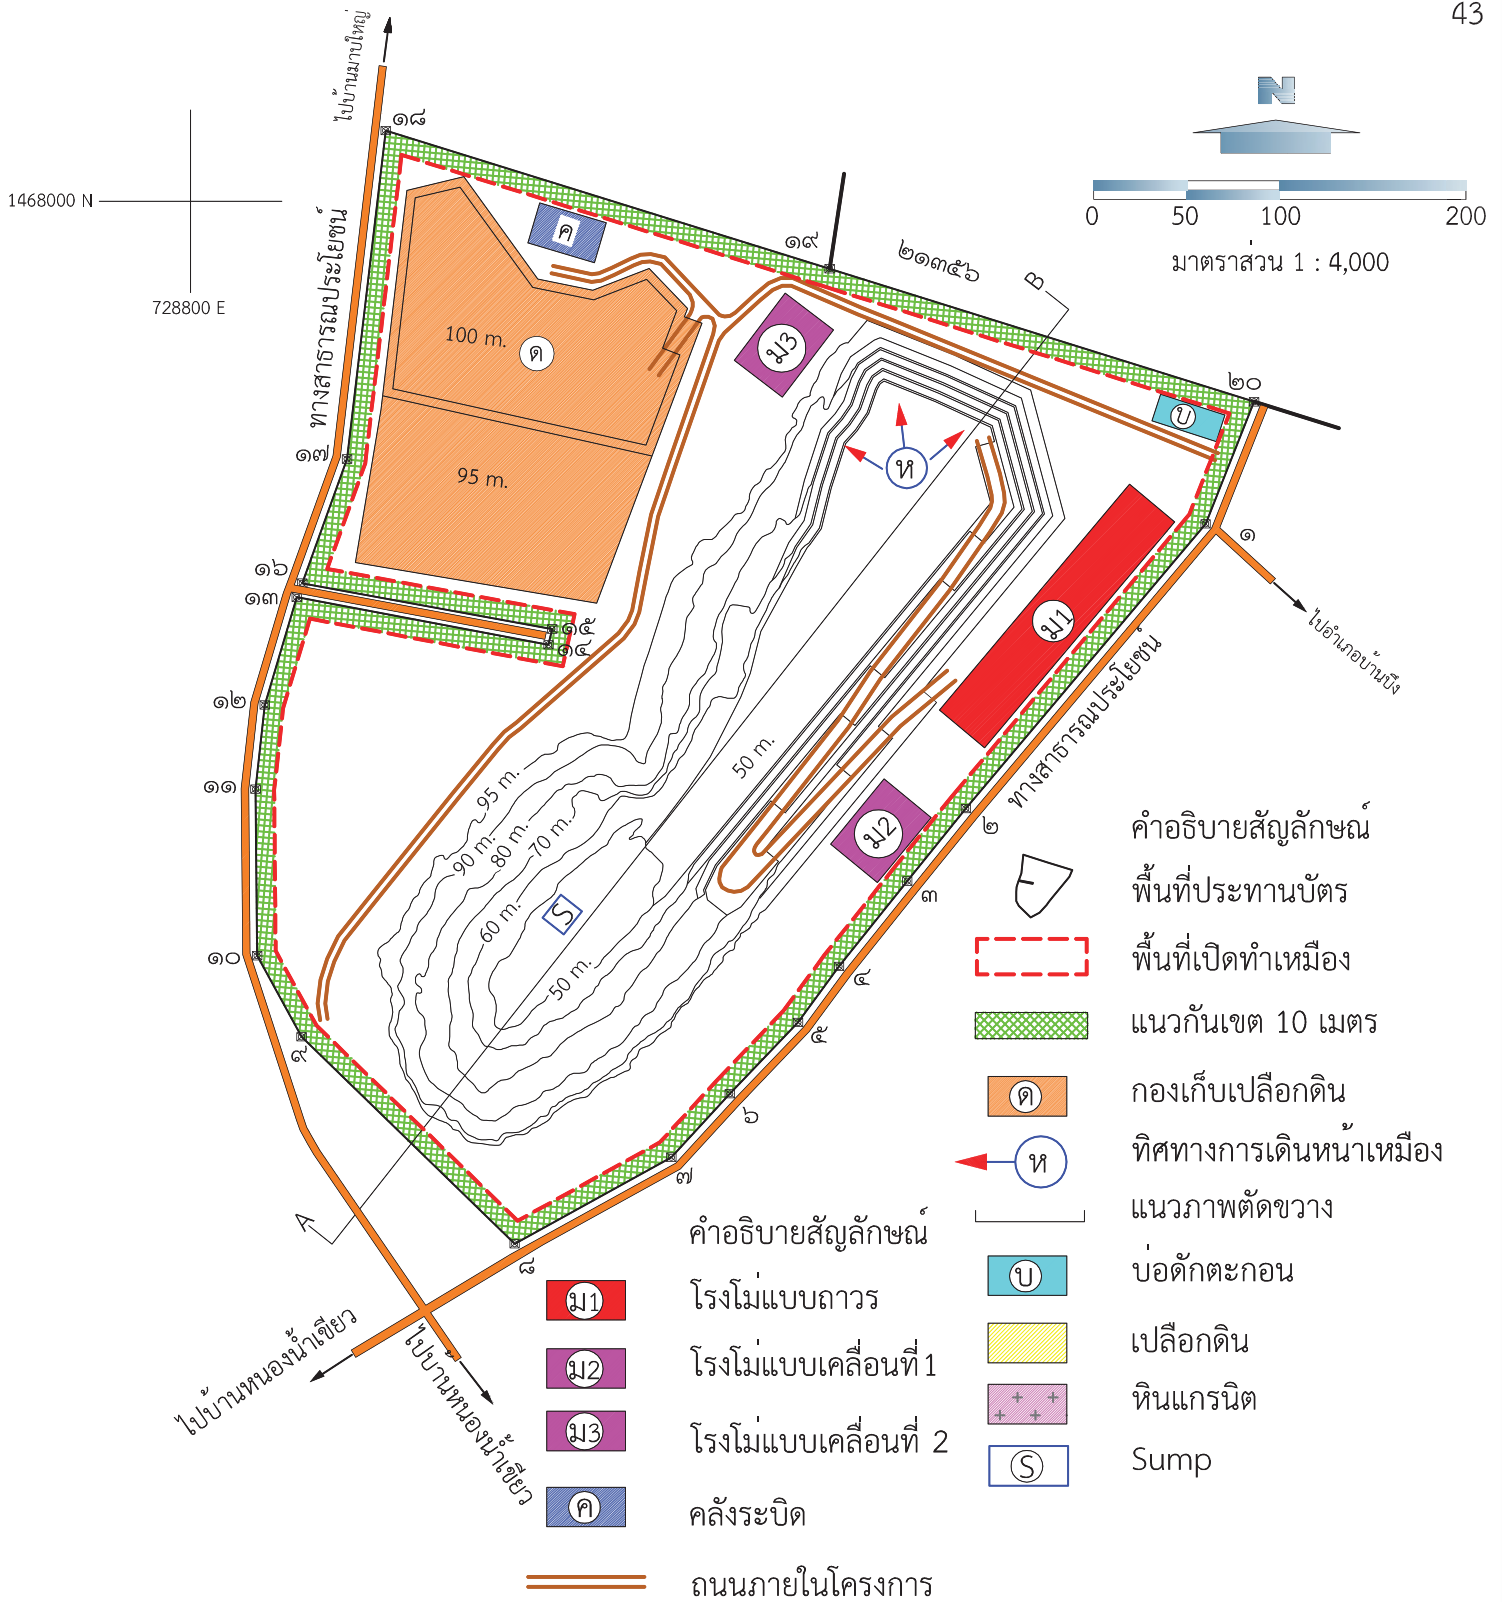 43
ไปบ้านมาบใหญ่
๑๘
N
1468000 N
728800 E
0 50 100 200
มาตราส่วน 1 : 4,000
ทางสาธารณประโยชน์
ค
๑๙
๒๑๓๕๖
B
100 m.
ด
ม3
๒๐
บ
๑๗
95 m.
ห
๑
๑๖
๑๓
๑๕
๑๔
ม1
ไปอำเภอบ้านบึง
๑๒
ทางสาธารณประโยชน์
50 m.
๑๑
95 m.
90 m.
80 m.
70 m.
ม2
๒
๓
60 m.
S
50 m.
๑๐
๔
๕
๙
๖
๗
A
๘
ไปบ้านหนองน้ำเขียว
ไปบ้านหนองน้ำเขียว
คำอธิบายสัญลักษณ์
พื้นที่ประทานบัตร
พื้นที่เปิดทำเหมือง
แนวกันเขต 10 เมตร
ด กองเก็บเปลือกดิน
ห ทิศทางการเดินหน้าเหมือง
แนวภาพตัดขวาง
บ บ่อดักตะกอน
เปลือกดิน
หินแกรนิต
S Sump
คำอธิบายสัญลักษณ์
ม1 โรงโม่แบบถาวร
ม2 โรงโม่แบบเคลื่อนที่ 1
ม3 โรงโม่แบบเคลื่อนที่ 2
ค คลังระบิด
ถนนภายในโครงการ